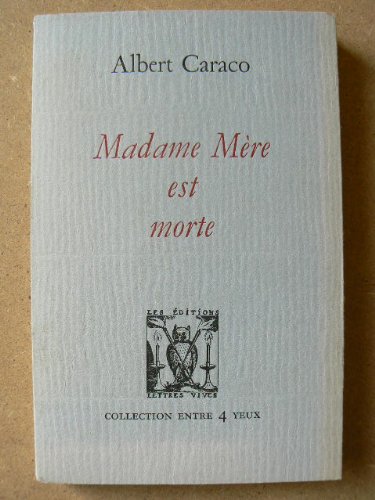 Albert Caraco
Madame Mère
est
morte
LES ÉDITIONS
LETTRES VIVES
COLLECTION ENTRE 4 YEUX